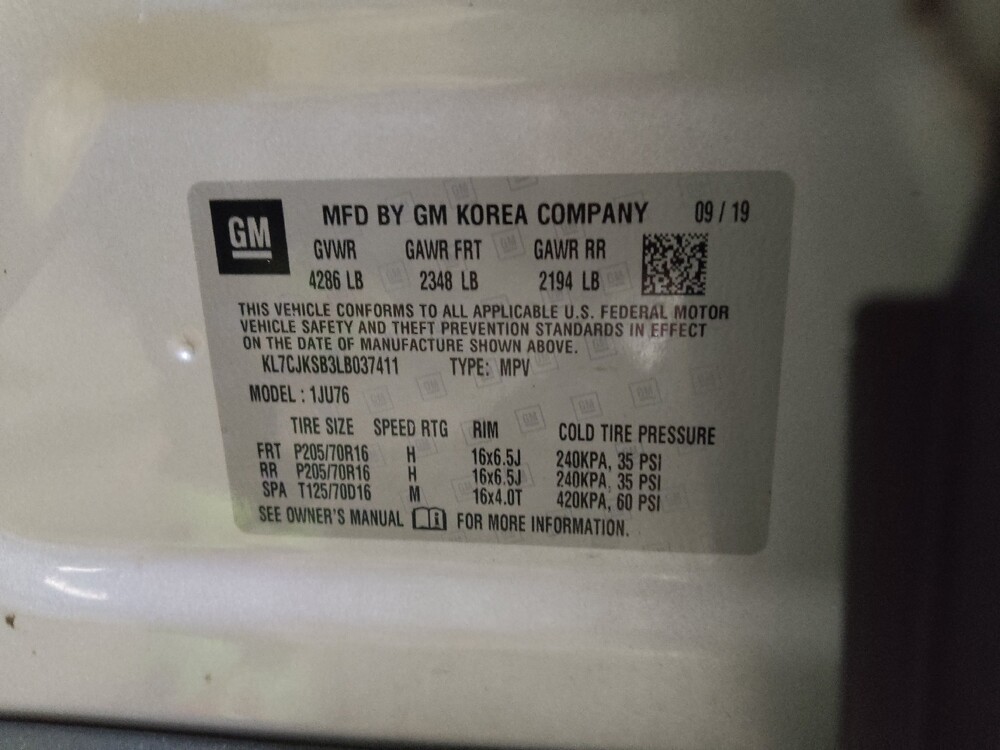 GM
MFD BY GM KOREA COMPANY 09 / 19
GVWR GAWR FRT GAWR RR
4286 LB 2348 LB 2194 LB
THIS VEHICLE CONFORMS TO ALL APPLICABLE U.S. FEDERAL MOTOR
VEHICLE SAFETY AND THEFT PREVENTION STANDARDS IN EFFECT
ON THE DATE OF MANUFACTURE SHOWN ABOVE.
KL7CJKSB3LB037411 TYPE: MPV
MODEL : 1JU76
TIRE SIZE SPEED RTG RIM COLD TIRE PRESSURE
FRT P205/70R16 H 16x6.5J 240KPA, 35 PSI
RR P205/70R16 H 16x6.5J 240KPA, 35 PSI
SPA T125/70D16 M 16x4.0T 420KPA, 60 PSI
SEE OWNER'S MANUAL i FOR MORE INFORMATION.